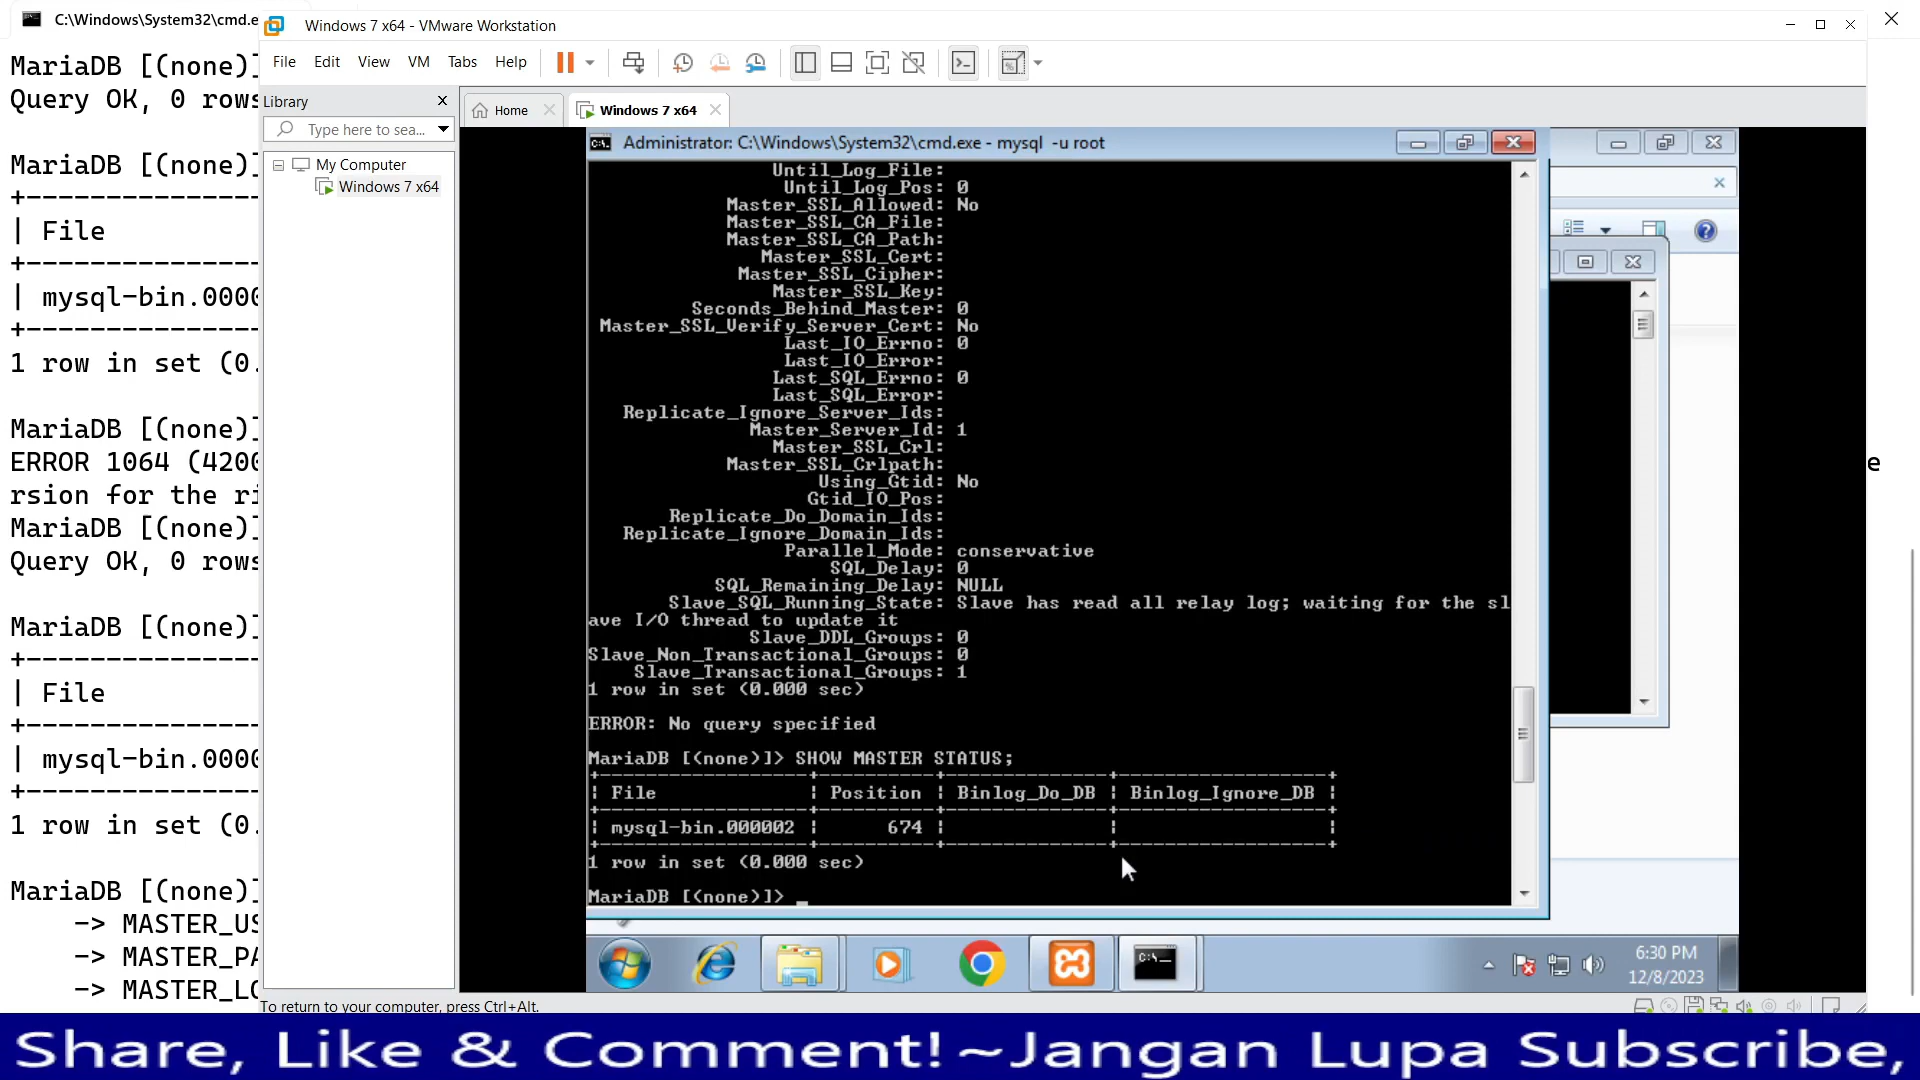 C:\Windows\System32\cmd.e
Windows 7 x64 - VMware Workstation
File Edit View VM Tabs Help
Library
Type here to sea...
My Computer
Windows 7 x64
Home
Windows 7 x64
MariaDB [(none)]
Query OK, 0 rows
MariaDB [(none)]
+---------------
| File
+---------------
| mysql-bin.0000
+---------------
1 row in set (0.
MariaDB [(none)]
ERROR 1064 (4200
e
rsion for the ri
MariaDB [(none)]
Query OK, 0 rows
MariaDB [(none)]
+---------------
| File
+---------------
| mysql-bin.0000
+---------------
1 row in set (0.
MariaDB [(none)]
-> MASTER_US
-> MASTER_PA
-> MASTER_LO
Administrator: C:\Windows\System32\cmd.exe - mysql -u root
Until_Log_File:
Until_Log_Pos: 0
Master_SSL_Allowed: No
Master_SSL_CA_File:
Master_SSL_CA_Path:
Master_SSL_Cert:
Master_SSL_Cipher:
Master_SSL_Key:
Seconds_Behind_Master: 0
Master_SSL_Verify_Server_Cert: No
Last_IO_Errno: 0
Last_IO_Error:
Last_SQL_Errno: 0
Last_SQL_Error:
Replicate_Ignore_Server_Ids:
Master_Server_Id: 1
Master_SSL_Crl:
Master_SSL_Crlpath:
Using_Gtid: No
Gtid_IO_Pos:
Replicate_Do_Domain_Ids:
Replicate_Ignore_Domain_Ids:
Parallel_Mode: conservative
SQL_Delay: 0
SQL_Remaining_Delay: NULL
Slave_SQL_Running_State: Slave has read all relay log; waiting for the sl
ave I/O thread to update it
Slave_DDL_Groups: 0
Slave_Non_Transactional_Groups: 0
Slave_Transactional_Groups: 1
1 row in set (0.000 sec)
ERROR: No query specified
MariaDB [(none)]> SHOW MASTER STATUS;
+------------------+----------+--------------+------------------+
| File | Position | Binlog_Do_DB | Binlog_Ignore_DB |
+------------------+----------+--------------+------------------+
| mysql-bin.000002 | 674 | | |
+------------------+----------+--------------+------------------+
1 row in set (0.000 sec)
MariaDB [(none)]> _
6:30 PM
12/8/2023
To return to your computer, press Ctrl+Alt.
Share, Like & Comment!~Jangan Lupa Subscribe,